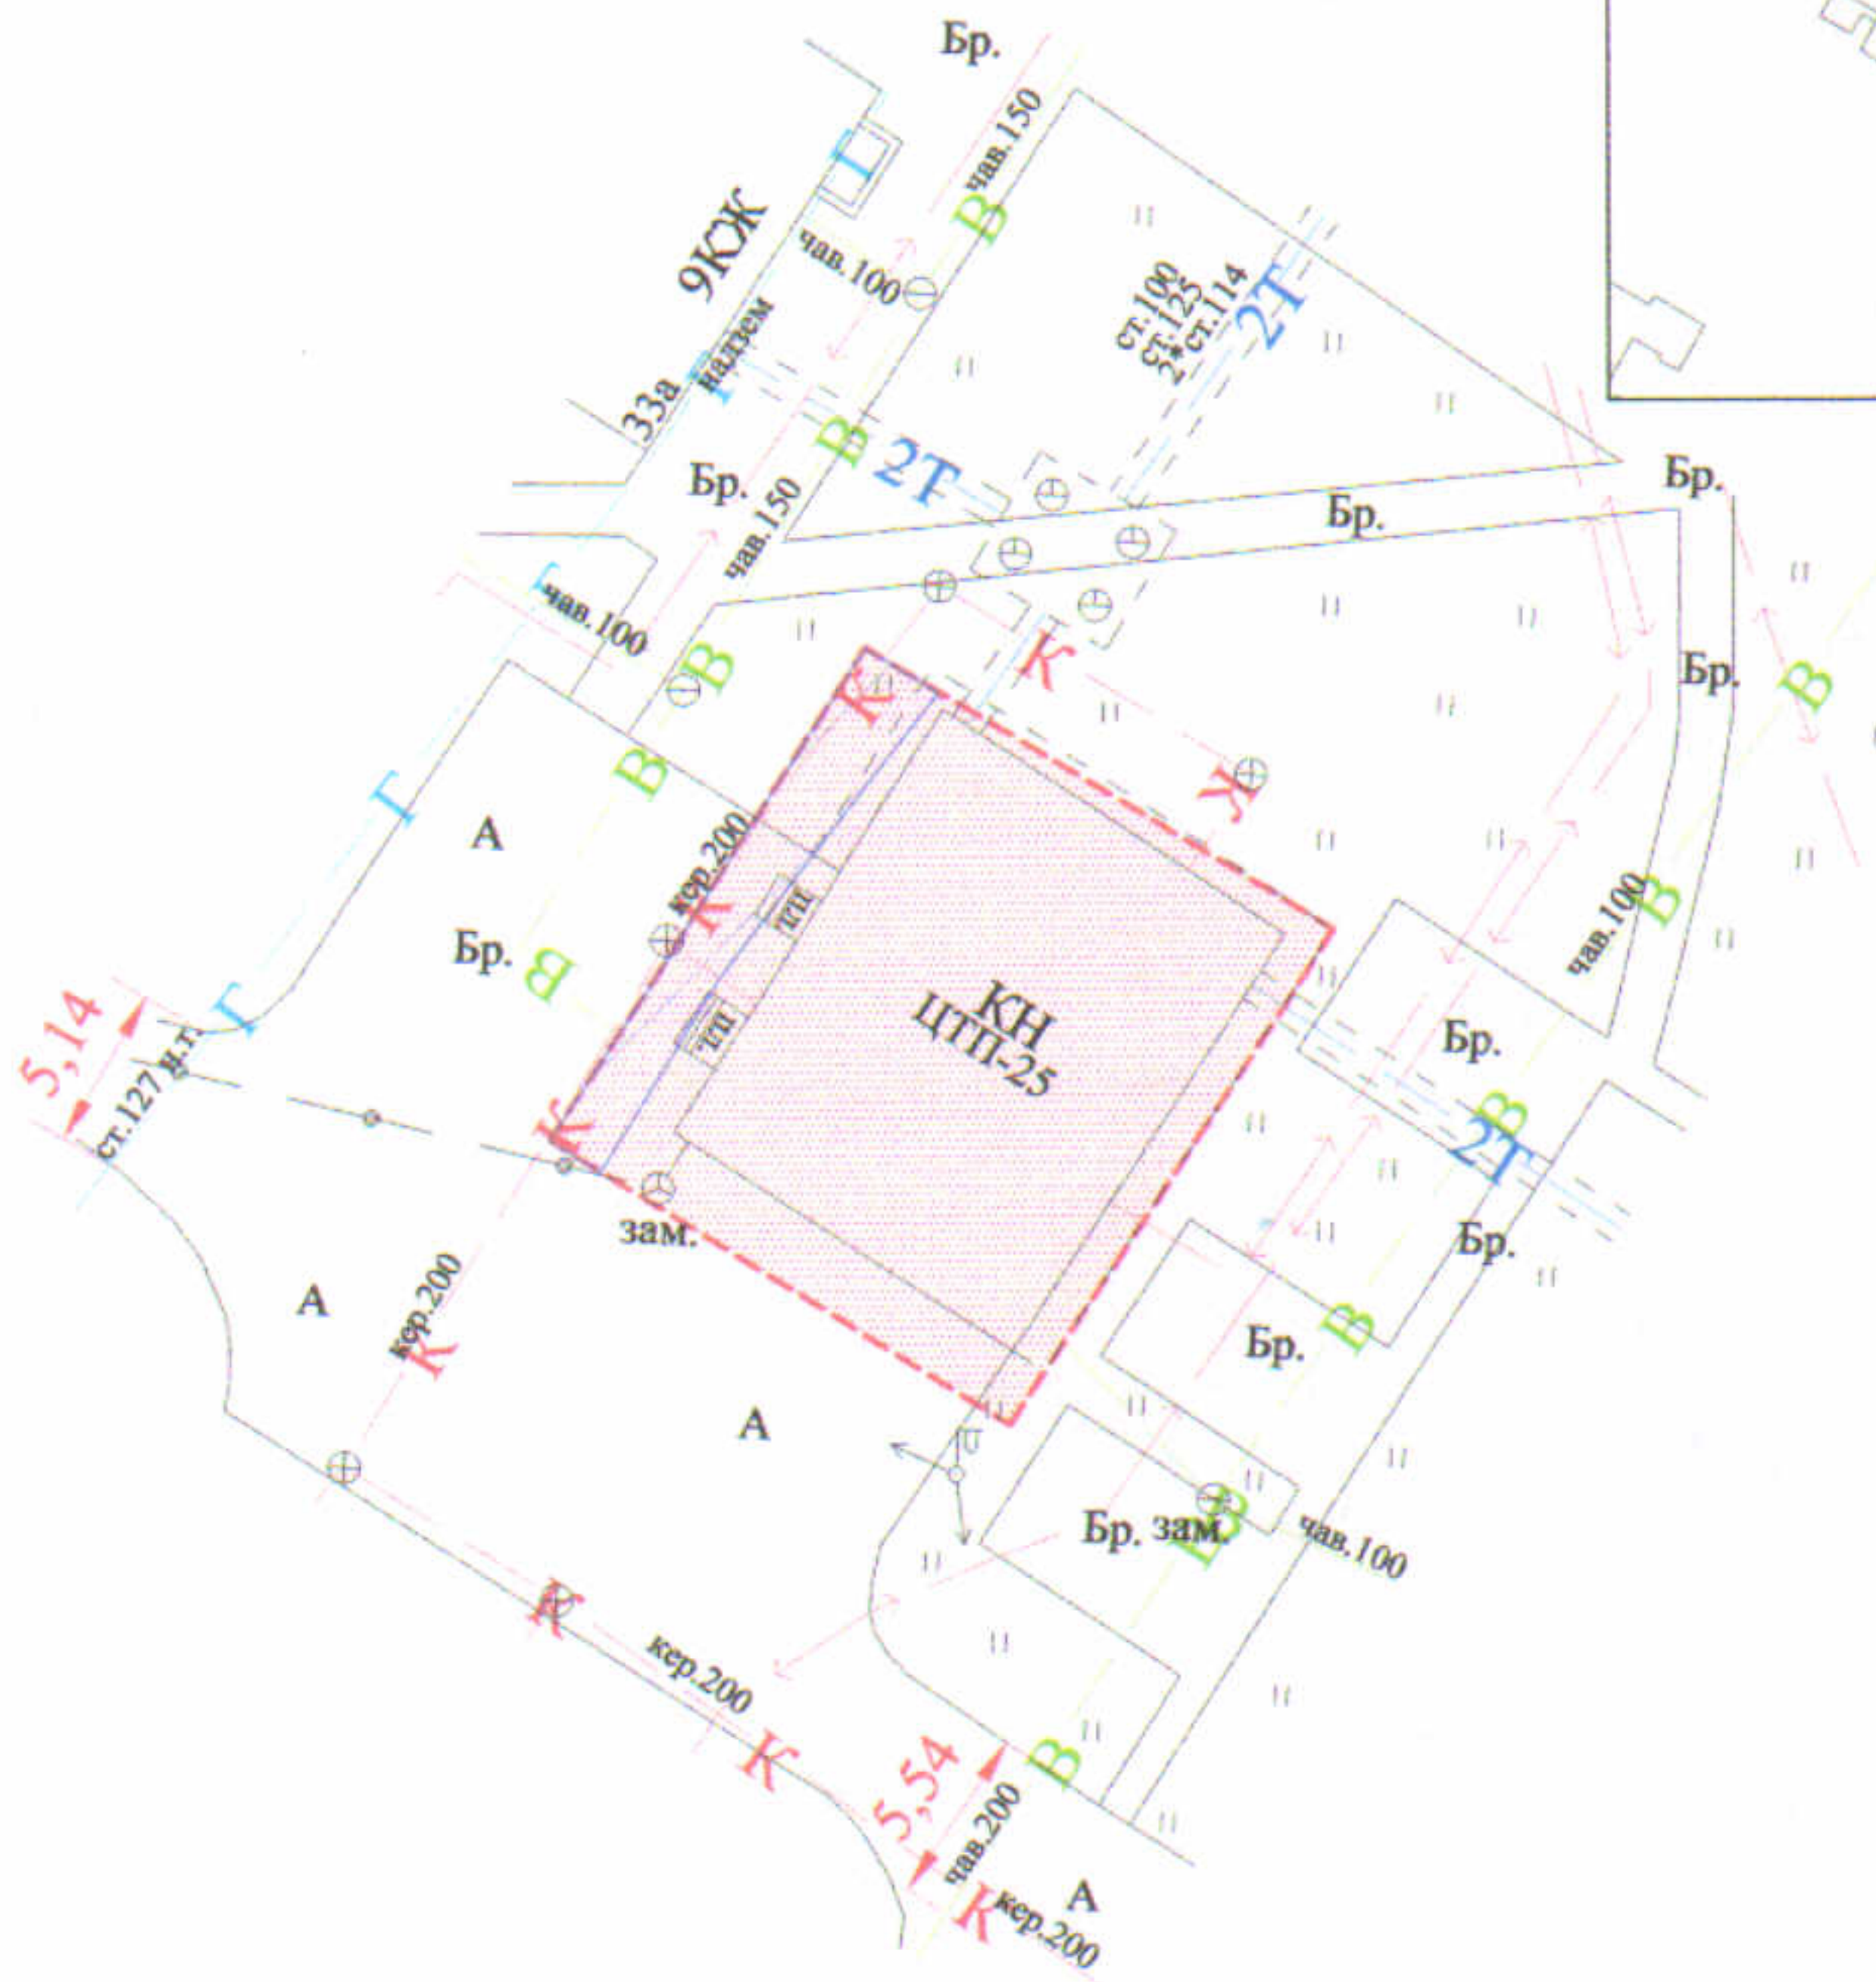 Бр.
чав.150
Г
В
9КЖ
чав.100
ст.100,
ст.125,
2*ст.114
2Т
надзем
Г
33а
В
2Т
Бр.
Бр.
Бр.
чав.150
Г
чав.100
В
К
К
Бр.
В
В
Г
К
А
кер.200
К
чав.100
В
п.п.
Бр.
В
Г
КН
ЦТП-25
п.п.
Бр.
5,14
ст.127 н.т.
К
В
2Т
зам.
Бр.
А
кер.200
К
В
Бр.
А
В
Бр. зам.
чав.100
В
К
кер.200
К
В
5,54
чав.200
К
кер.200
А